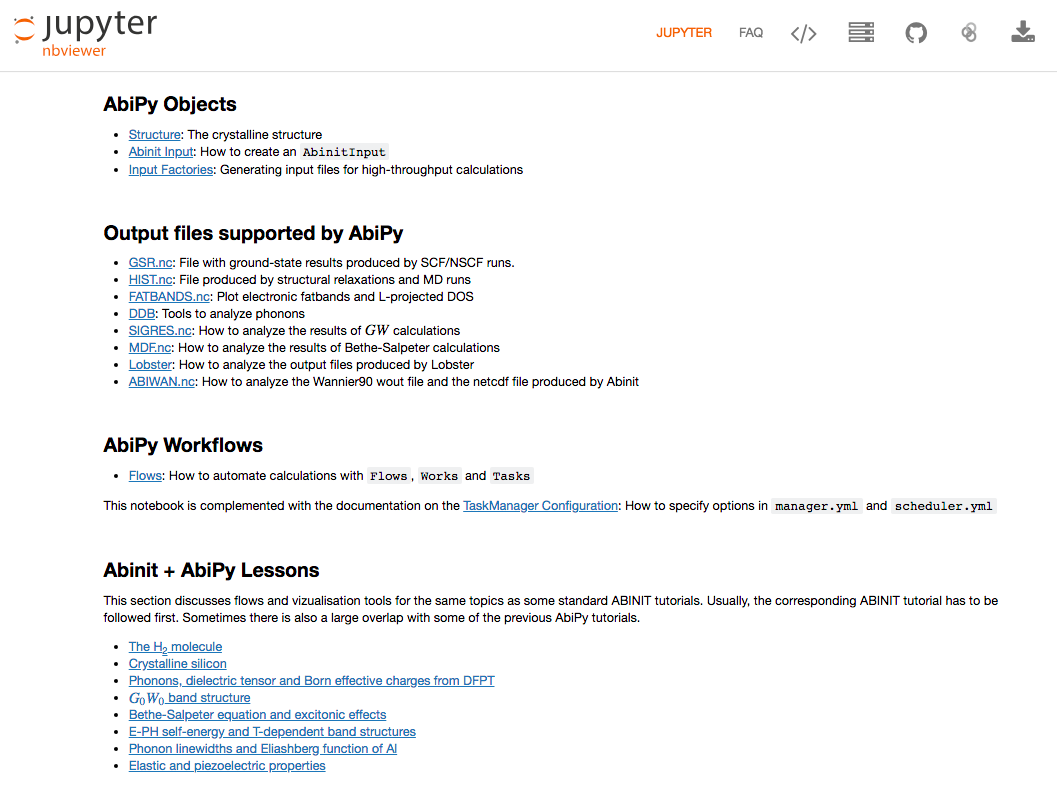 jupyter
nbviewer
JUPYTER
FAQ
AbiPy Objects
Structure: The crystalline structure
Abinit Input: How to create an AbinitInput
Input Factories: Generating input files for high-throughput calculations
Output files supported by AbiPy
GSR.nc: File with ground-state results produced by SCF/NSCF runs.
HIST.nc: File produced by structural relaxations and MD runs
FATBANDS.nc: Plot electronic fatbands and L-projected DOS
DDB: Tools to analyze phonons
SIGRES.nc: How to analyze the results of GW calculations
MDF.nc: How to analyze the results of Bethe-Salpeter calculations
Lobster: How to analyze the output files produced by Lobster
ABIWAN.nc: How to analyze the Wannier90 wout file and the netcdf file produced by Abinit
AbiPy Workflows
Flows: How to automate calculations with Flows, Works and Tasks
This notebook is complemented with the documentation on the TaskManager Configuration: How to specify options in manager.yml and scheduler.yml
Abinit + AbiPy Lessons
This section discusses flows and vizualisation tools for the same topics as some standard ABINIT tutorials. Usually, the corresponding ABINIT tutorial has to be
followed first. Sometimes there is also a large overlap with some of the previous AbiPy tutorials.
The H₂ molecule
Crystalline silicon
Phonons, dielectric tensor and Born effective charges from DFPT
G₀W₀ band structure
Bethe-Salpeter equation and excitonic effects
E-PH self-energy and T-dependent band structures
Phonon linewidths and Eliashberg function of Al
Elastic and piezoelectric properties